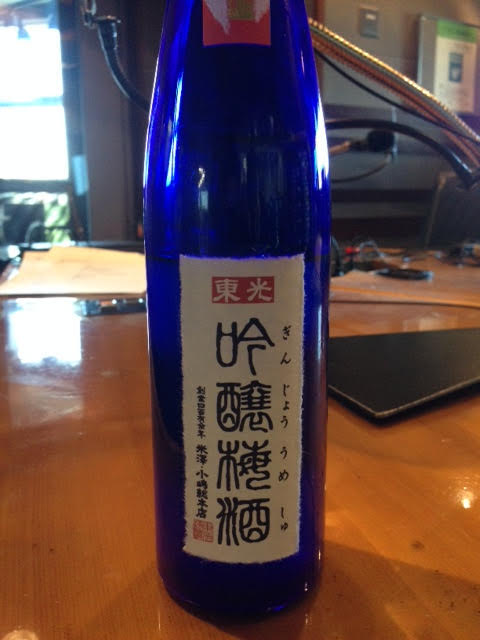 東光
吟醸梅酒
ぎんじょううめしゅ
創業四百有余年 米澤・小嶋総本店